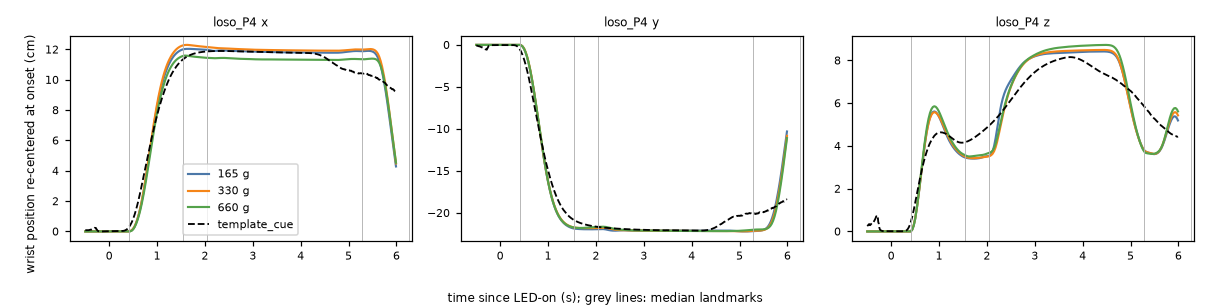 loso_P4 x
loso_P4 y
loso_P4 z
wrist position re-centered at onset (cm)
12
10
8
6
4
2
0
0
−5
−10
−15
−20
8
6
4
2
0
165 g
330 g
660 g
template_cue
0 1 2 3 4 5 6
0 1 2 3 4 5 6
0 1 2 3 4 5 6
time since LED-on (s); grey lines: median landmarks